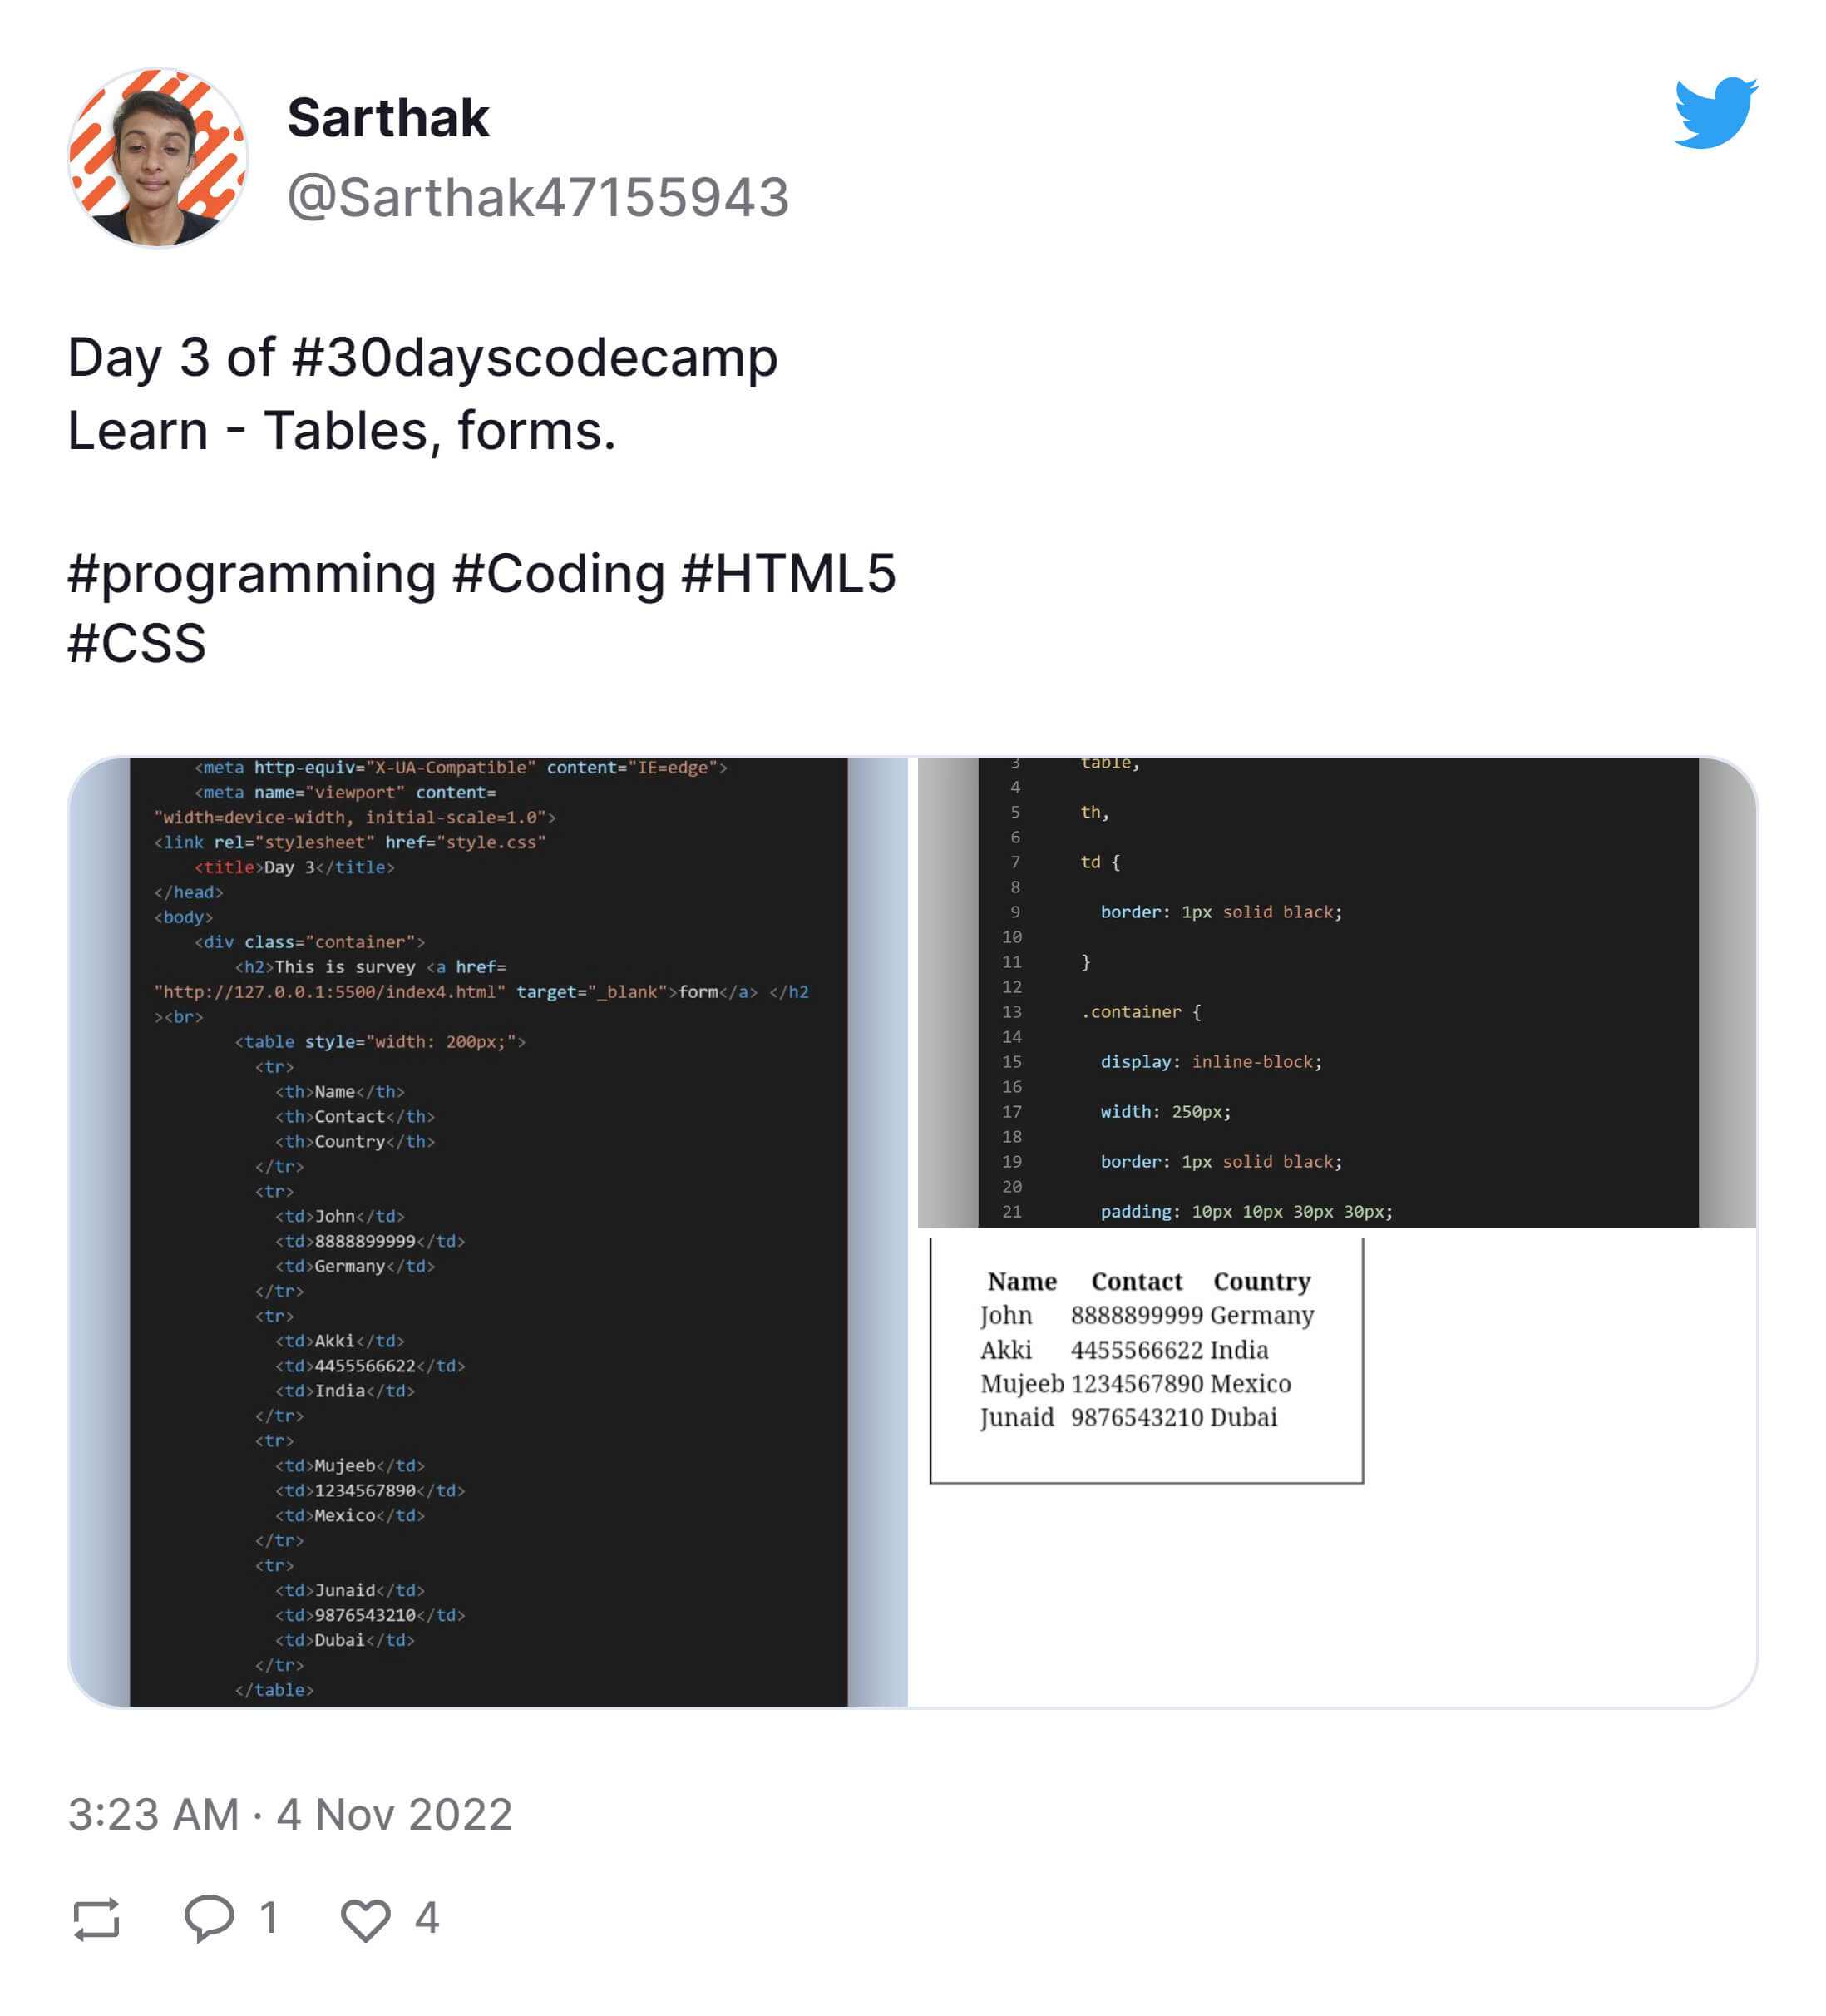 Sarthak
@Sarthak47155943
Day 3 of #30dayscodecamp
Learn - Tables, forms.
#programming #Coding #HTML5
#CSS
<meta http-equiv="X-UA-Compatible" content="IE=edge">
<meta name="viewport" content=
"width=device-width, initial-scale=1.0">
<link rel="stylesheet" href="style.css"
<title>Day 3</title>
</head>
<body>
<div class="container">
<h2>This is survey <a href=
"http://127.0.0.1:5500/index4.html" target="_blank">form</a> </h2
><br>
<table style="width: 200px;">
<tr>
<th>Name</th>
<th>Contact</th>
<th>Country</th>
</tr>
<tr>
<td>John</td>
<td>8888899999</td>
<td>Germany</td>
</tr>
<tr>
<td>Akki</td>
<td>4455566622</td>
<td>India</td>
</tr>
<tr>
<td>Mujeeb</td>
<td>1234567890</td>
<td>Mexico</td>
</tr>
<tr>
<td>Junaid</td>
<td>9876543210</td>
<td>Dubai</td>
</tr>
</table>
3 table,
4
5 th,
6
7 td {
8
9 border: 1px solid black;
10
11 }
12
13 .container {
14
15 display: inline-block;
16
17 width: 250px;
18
19 border: 1px solid black;
20
21 padding: 10px 10px 30px 30px;
Name Contact Country
John 8888899999 Germany
Akki 4455566622 India
Mujeeb 1234567890 Mexico
Junaid 9876543210 Dubai
3:23 AM · 4 Nov 2022
1 4